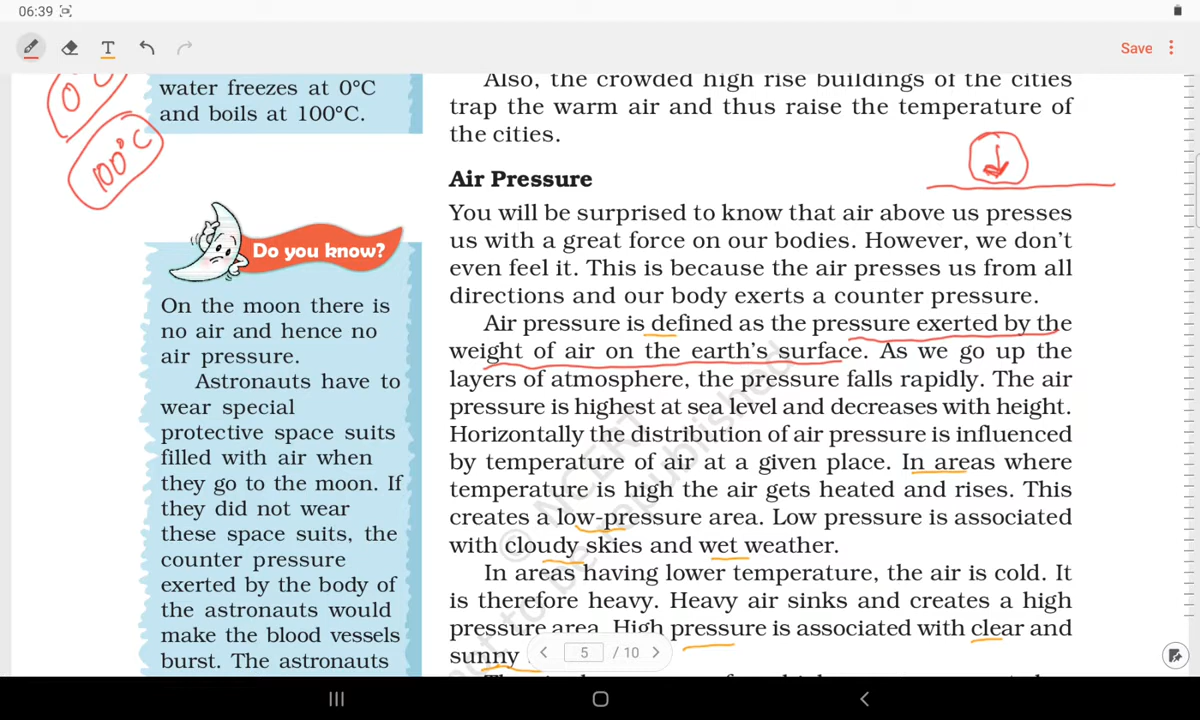 06:39
T
Save
0°C
100°C
water freezes at 0°C
and boils at 100°C.
Do you know?
On the moon there is
no air and hence no
air pressure.
Astronauts have to
wear special
protective space suits
filled with air when
they go to the moon. If
they did not wear
these space suits, the
counter pressure
exerted by the body of
the astronauts would
make the blood vessels
burst. The astronauts
Also, the crowded high rise buildings of the cities
trap the warm air and thus raise the temperature of
the cities.
Air Pressure
You will be surprised to know that air above us presses
us with a great force on our bodies. However, we don't
even feel it. This is because the air presses us from all
directions and our body exerts a counter pressure.
Air pressure is defined as the pressure exerted by the
weight of air on the earth's surface. As we go up the
layers of atmosphere, the pressure falls rapidly. The air
pressure is highest at sea level and decreases with height.
Horizontally the distribution of air pressure is influenced
by temperature of air at a given place. In areas where
temperature is high the air gets heated and rises. This
creates a low-pressure area. Low pressure is associated
with cloudy skies and wet weather.
In areas having lower temperature, the air is cold. It
is therefore heavy. Heavy air sinks and creates a high
pressure area. High pressure is associated with clear and
sunny
5 / 10
© NCERT
not to be republished